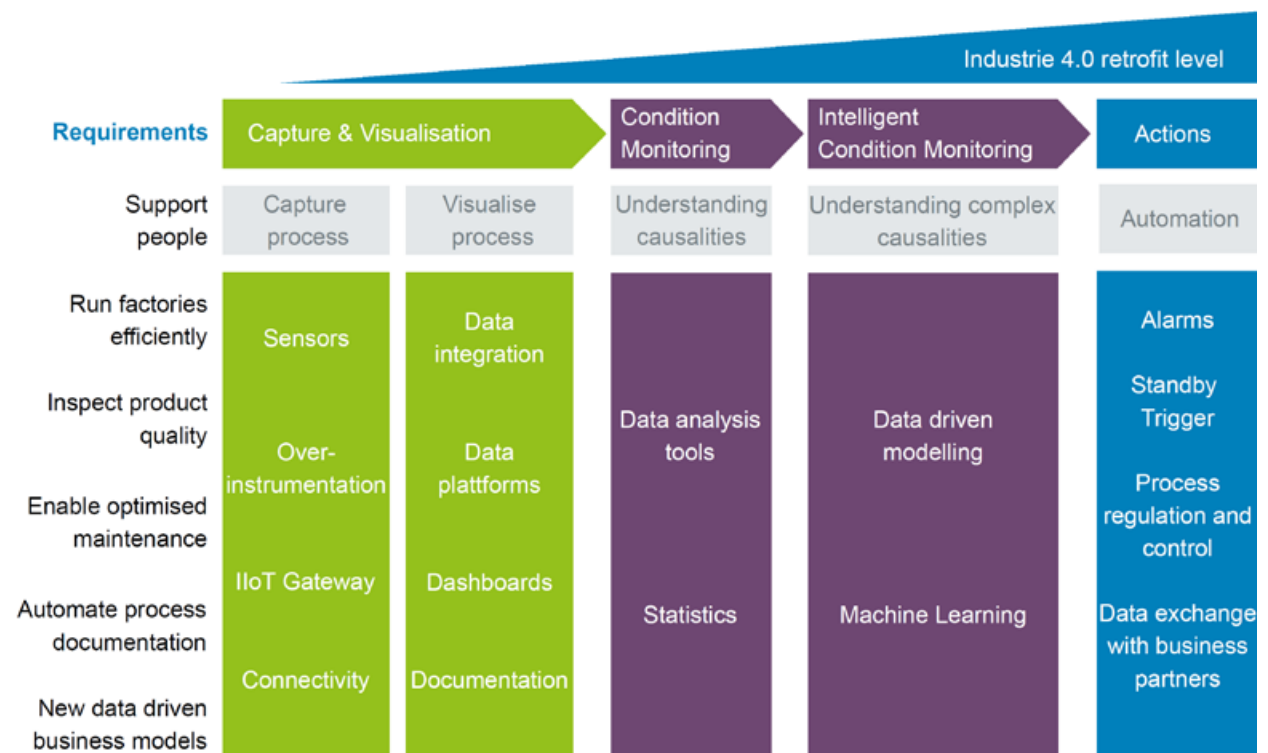 Industrie 4.0 retrofit level
Requirements
Capture & Visualisation
Condition
Monitoring
Intelligent
Condition Monitoring
Actions
Support
people
Capture
process
Visualise
process
Understanding
causalities
Understanding complex
causalities
Automation
Run factories
efficiently
Inspect product
quality
Enable optimised
maintenance
Automate process
documentation
New data driven
business models
Sensors
Over-
instrumentation
IIoT Gateway
Connectivity
Data
integration
Data
plattforms
Dashboards
Documentation
Data analysis
tools
Statistics
Data driven
modelling
Machine Learning
Alarms
Standby
Trigger
Process
regulation and
control
Data exchange
with business
partners